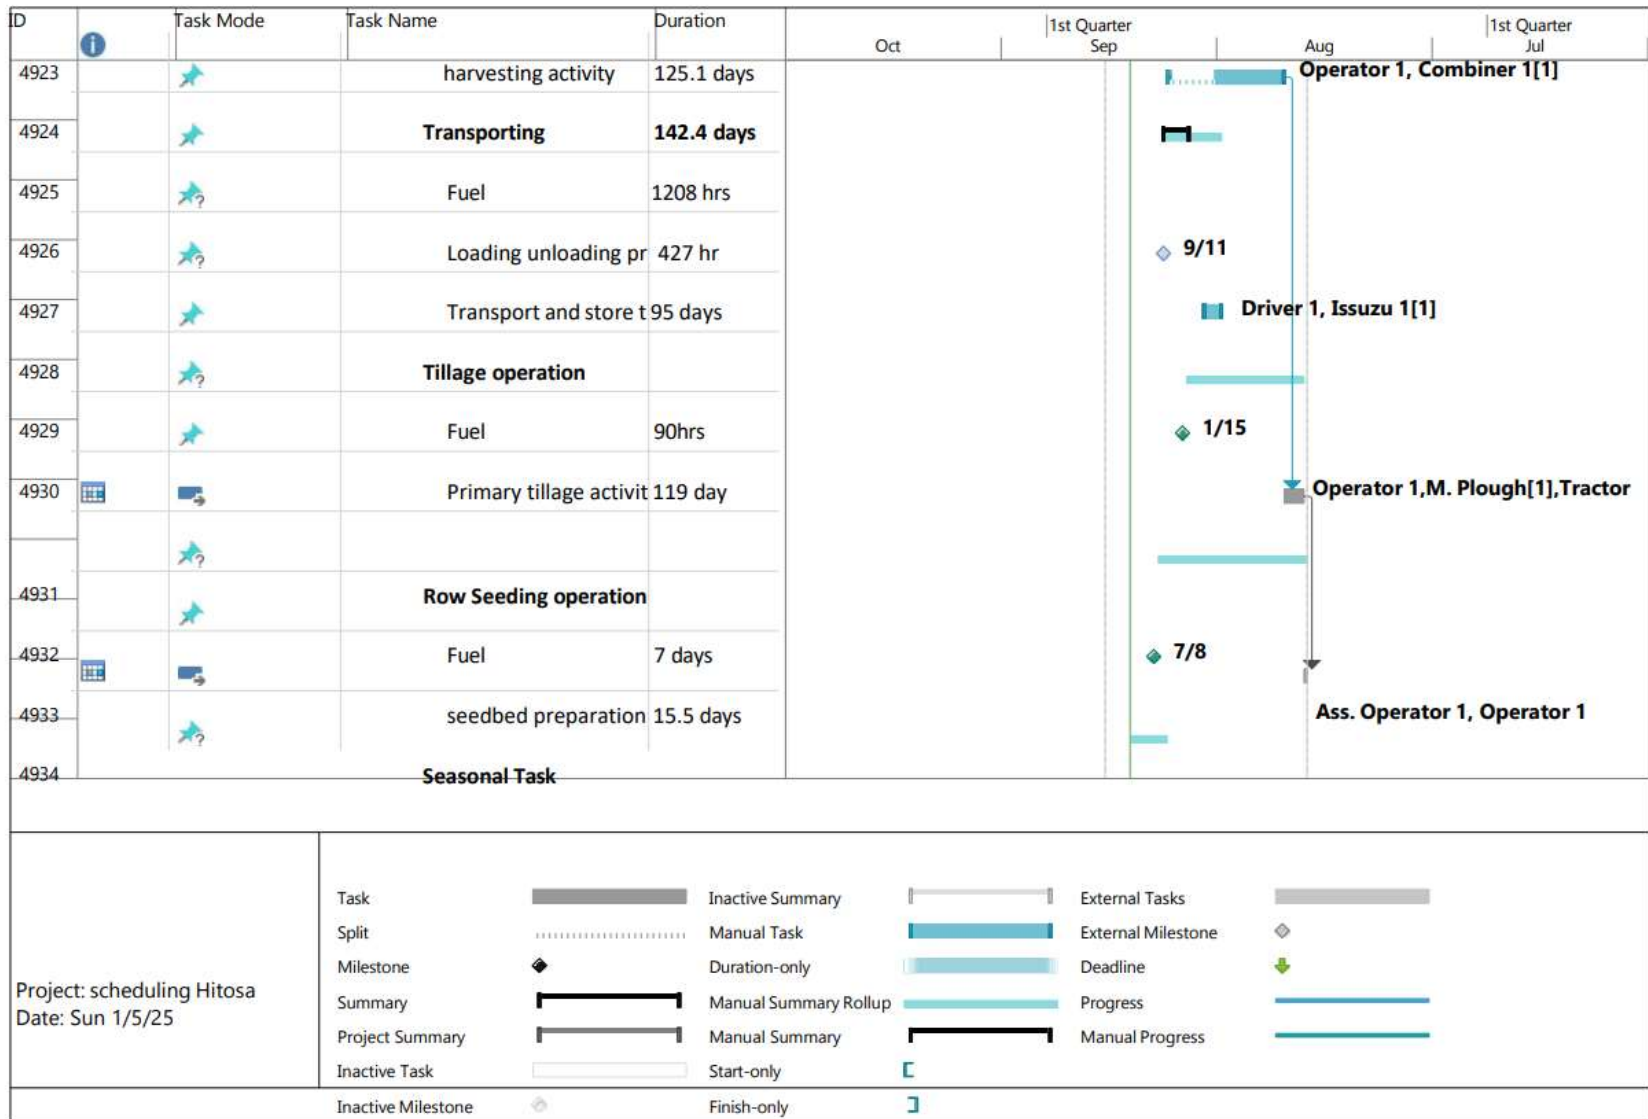 ID Task Mode Task Name Duration 1st Quarter 1st Quarter
Oct Sep Aug Jul
4923 harvesting activity 125.1 days Operator 1, Combiner 1[1]
4924 Transporting 142.4 days
4925 Fuel 1208 hrs
4926 Loading unloading pr 427 hr 9/11
4927 Transport and store t 95 days Driver 1, Issuzu 1[1]
4928 Tillage operation
4929 Fuel 90hrs 1/15
4930 Primary tillage activit 119 day Operator 1,M. Plough[1],Tractor
4931 Row Seeding operation
4932 Fuel 7 days 7/8
4933 seedbed preparation 15.5 days Ass. Operator 1, Operator 1
4934 Seasonal Task
Project: scheduling Hitosa
Date: Sun 1/5/25
Task Inactive Summary External Tasks
Split Manual Task External Milestone
Milestone Duration-only Deadline
Summary Manual Summary Rollup Progress
Project Summary Manual Summary Manual Progress
Inactive Task Start-only
Inactive Milestone Finish-only